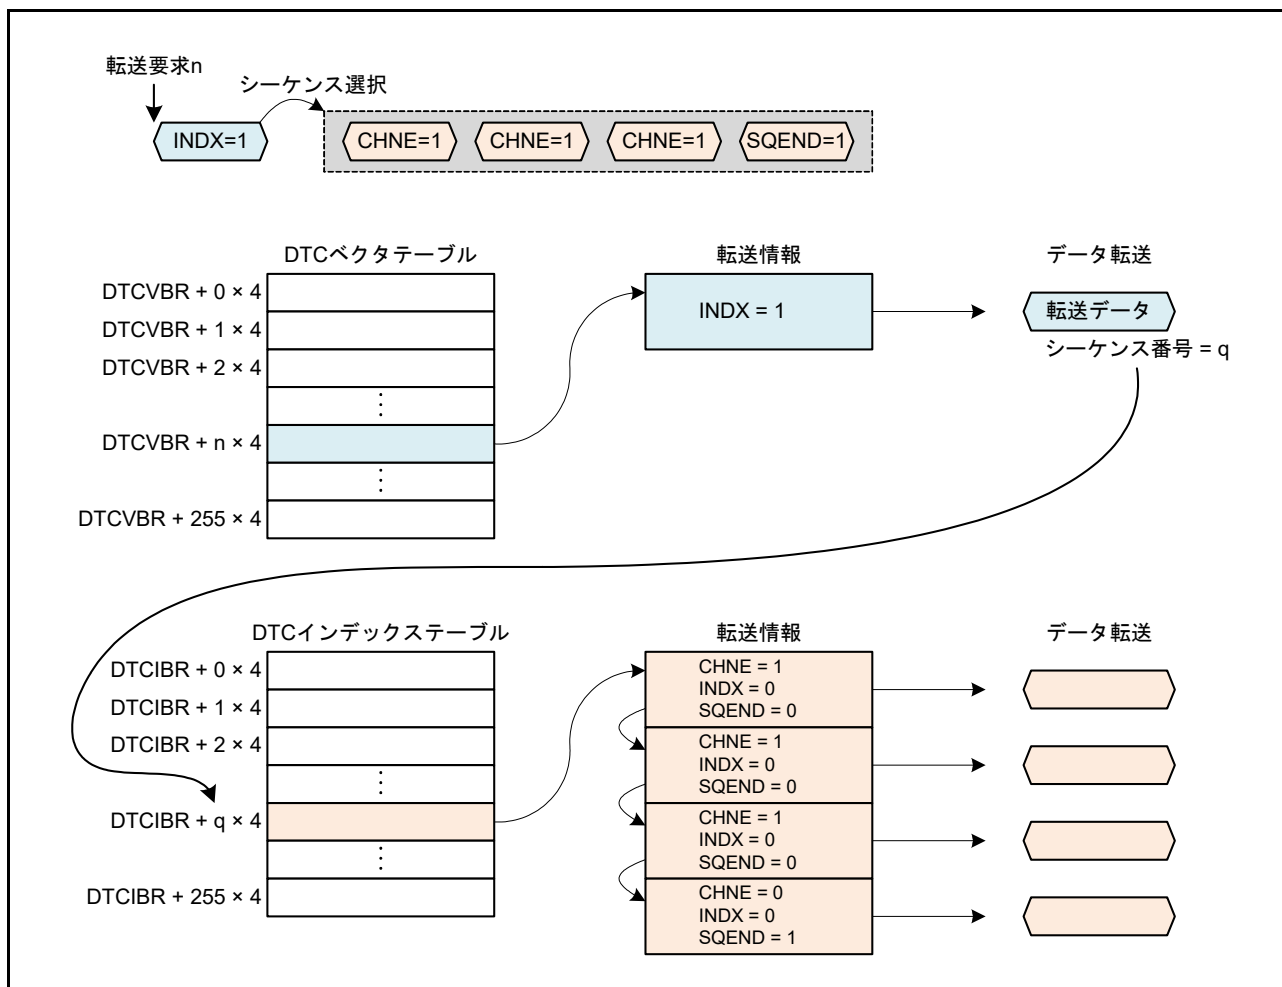 転送要求n
シーケンス選択
INDX=1
CHNE=1
CHNE=1
CHNE=1
SQEND=1
DTCベクタテーブル
転送情報
データ転送
DTCVBR + 0 × 4
DTCVBR + 1 × 4
DTCVBR + 2 × 4
⋮
DTCVBR + n × 4
⋮
DTCVBR + 255 × 4
INDX = 1
転送データ
シーケンス番号 = q
DTCインデックステーブル
転送情報
データ転送
DTCIBR + 0 × 4
DTCIBR + 1 × 4
DTCIBR + 2 × 4
⋮
DTCIBR + q × 4
⋮
DTCIBR + 255 × 4
CHNE = 1
INDX = 0
SQEND = 0
CHNE = 1
INDX = 0
SQEND = 0
CHNE = 1
INDX = 0
SQEND = 0
CHNE = 0
INDX = 0
SQEND = 1